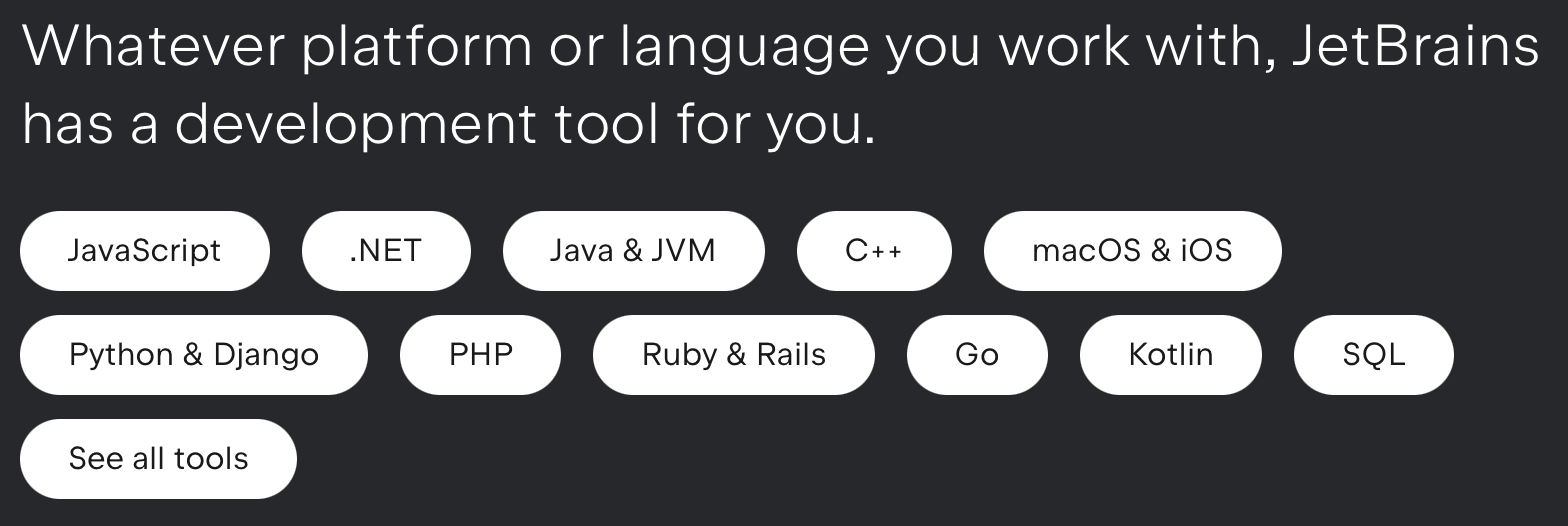 Whatever platform or language you work with, JetBrains
has a development tool for you.
JavaScript .NET Java & JVM C++ macOS & iOS
Python & Django PHP Ruby & Rails Go Kotlin SQL
See all tools